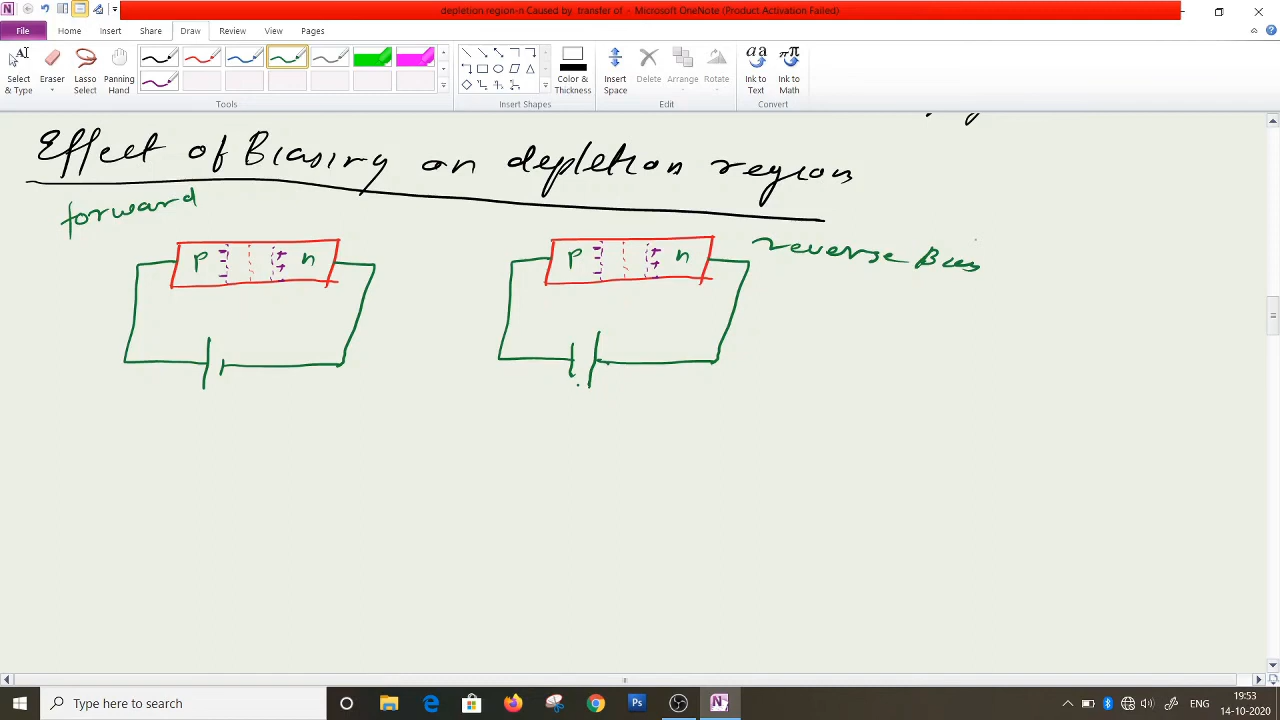 depletion region-n Caused by. transfer of - Microsoft OneNote (Product Activation Failed)
File Home Insert Share Draw Review View Pages
Select & Type Eraser Lasso Select Panning Hand Color & Thickness Insert Space Delete Arrange Rotate Ink to Text Ink to Math
Tools Insert Shapes Edit Convert
Effect of Biasing on depletion region
forward
p n
p n
reverse Bias
Type here to search
ENG
19:53
14-10-2020